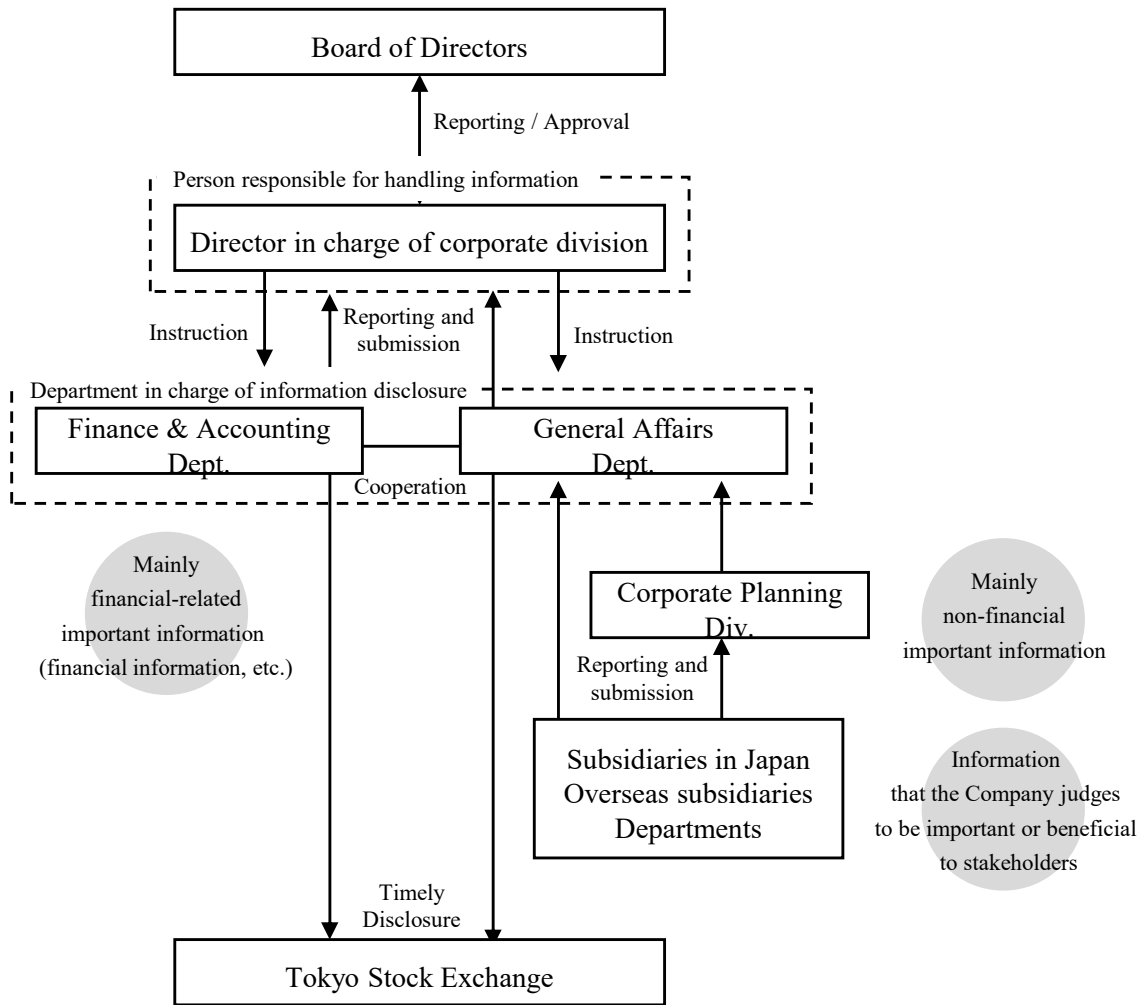 Board of Directors
Reporting / Approval
Person responsible for handling information
Director in charge of corporate division
Instruction
Reporting and
submission
Instruction
Department in charge of information disclosure
Finance & Accounting
Dept.
General Affairs
Dept.
Cooperation
Mainly
financial-related
important information
(financial information, etc.)
Corporate Planning
Div.
Mainly
non-financial
important information
Reporting and
submission
Subsidiaries in Japan
Overseas subsidiaries
Departments
Information
that the Company judges
to be important or beneficial
to stakeholders
Timely
Disclosure
Tokyo Stock Exchange